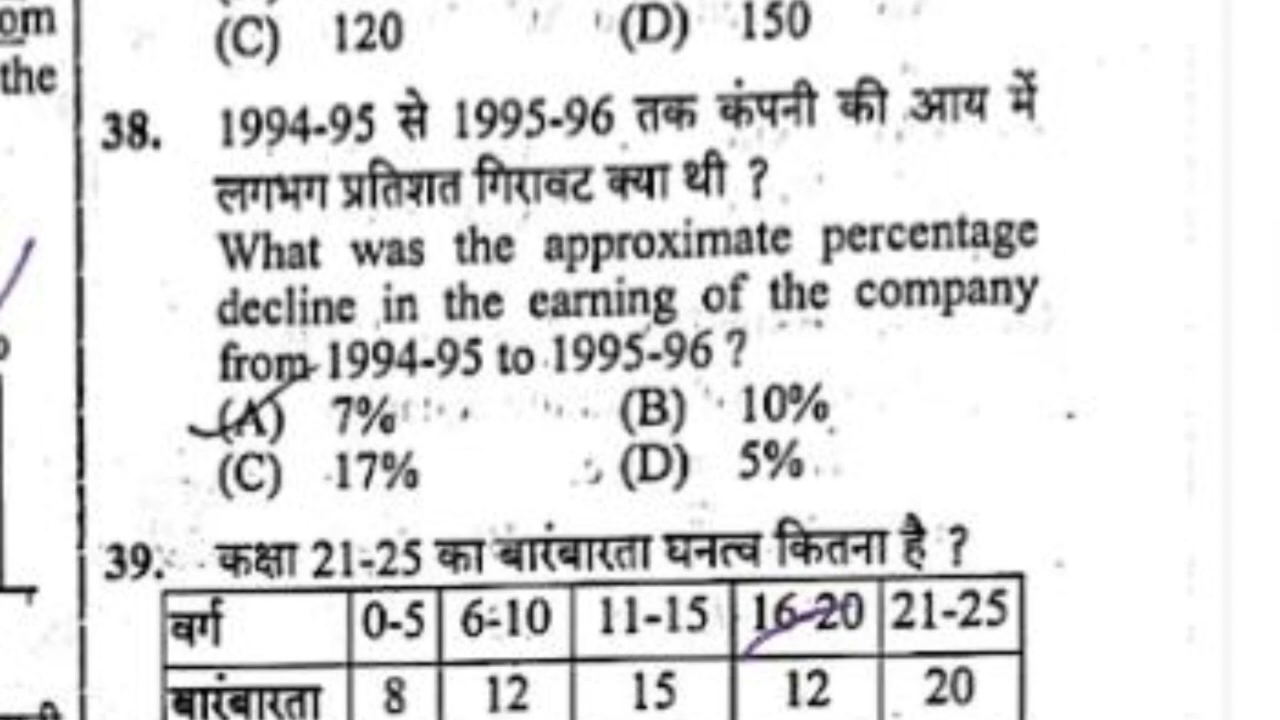 om
the
(C) 120 (D) 150
38. 1994-95 से 1995-96 तक कंपनी की आय में
लगभग प्रतिशत गिरावट क्या थी ?
What was the approximate percentage
decline in the earning of the company
from 1994-95 to 1995-96 ?
(A) 7% (B) 10%
(C) 17% (D) 5%
39. कक्षा 21-25 का बारंबारता घनत्व कितना है ?
वर्ग 0-5 6-10 11-15 16-20 21-25
बारंबारता 8 12 15 12 20